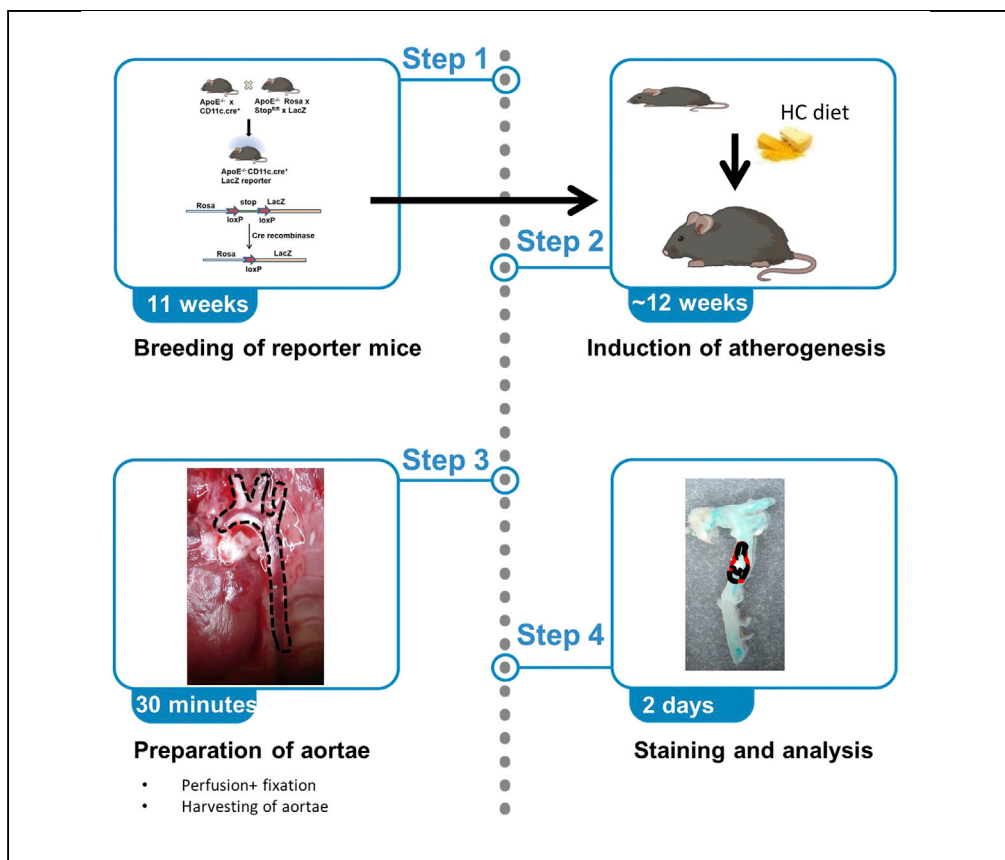 Step 1
ApoE-/- x
CD11c.cre+
ApoE-/- Rosa x
Stopfl/fl x LacZ
ApoE-/- CD11c.cre+
LacZ reporter
Rosa
stop
LacZ
loxP
loxP
Cre recombinase
Rosa
LacZ
loxP
11 weeks
Breeding of reporter mice
HC diet
Step 2
~12 weeks
Induction of atherogenesis
Step 3
30 minutes
Preparation of aortae
• Perfusion+ fixation
• Harvesting of aortae
Step 4
2 days
Staining and analysis